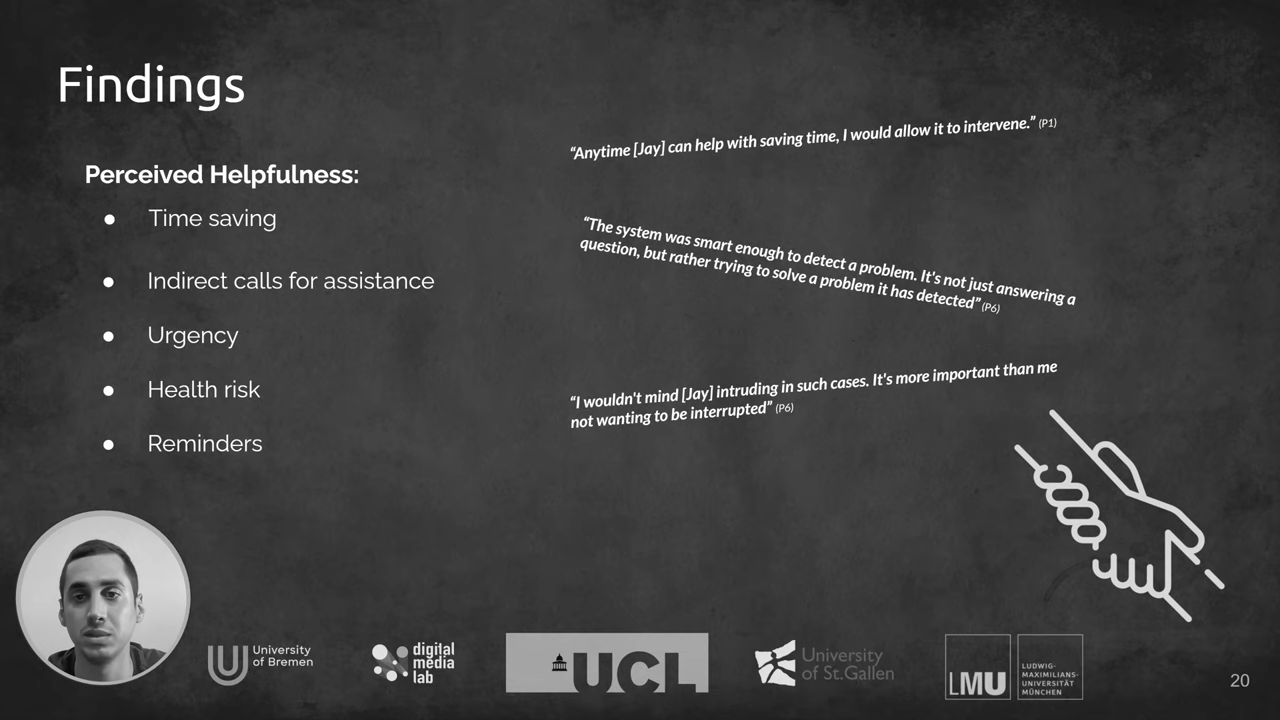 Findings
Perceived Helpfulness:
● Time saving
● Indirect calls for assistance
● Urgency
● Health risk
● Reminders
“Anytime [Jay] can help with saving time, I would allow it to intervene.” (P1)
“The system was smart enough to detect a problem. It's not just answering a
question, but rather trying to solve a problem it has detected” (P6)
“I wouldn't mind [Jay] intruding in such cases. It's more important than me
not wanting to be interrupted” (P6)
University
of Bremen
digital
media
lab
UCL
University
of St.Gallen
LMU
LUDWIG-
MAXIMILIANS-
UNIVERSITÄT
MÜNCHEN
20